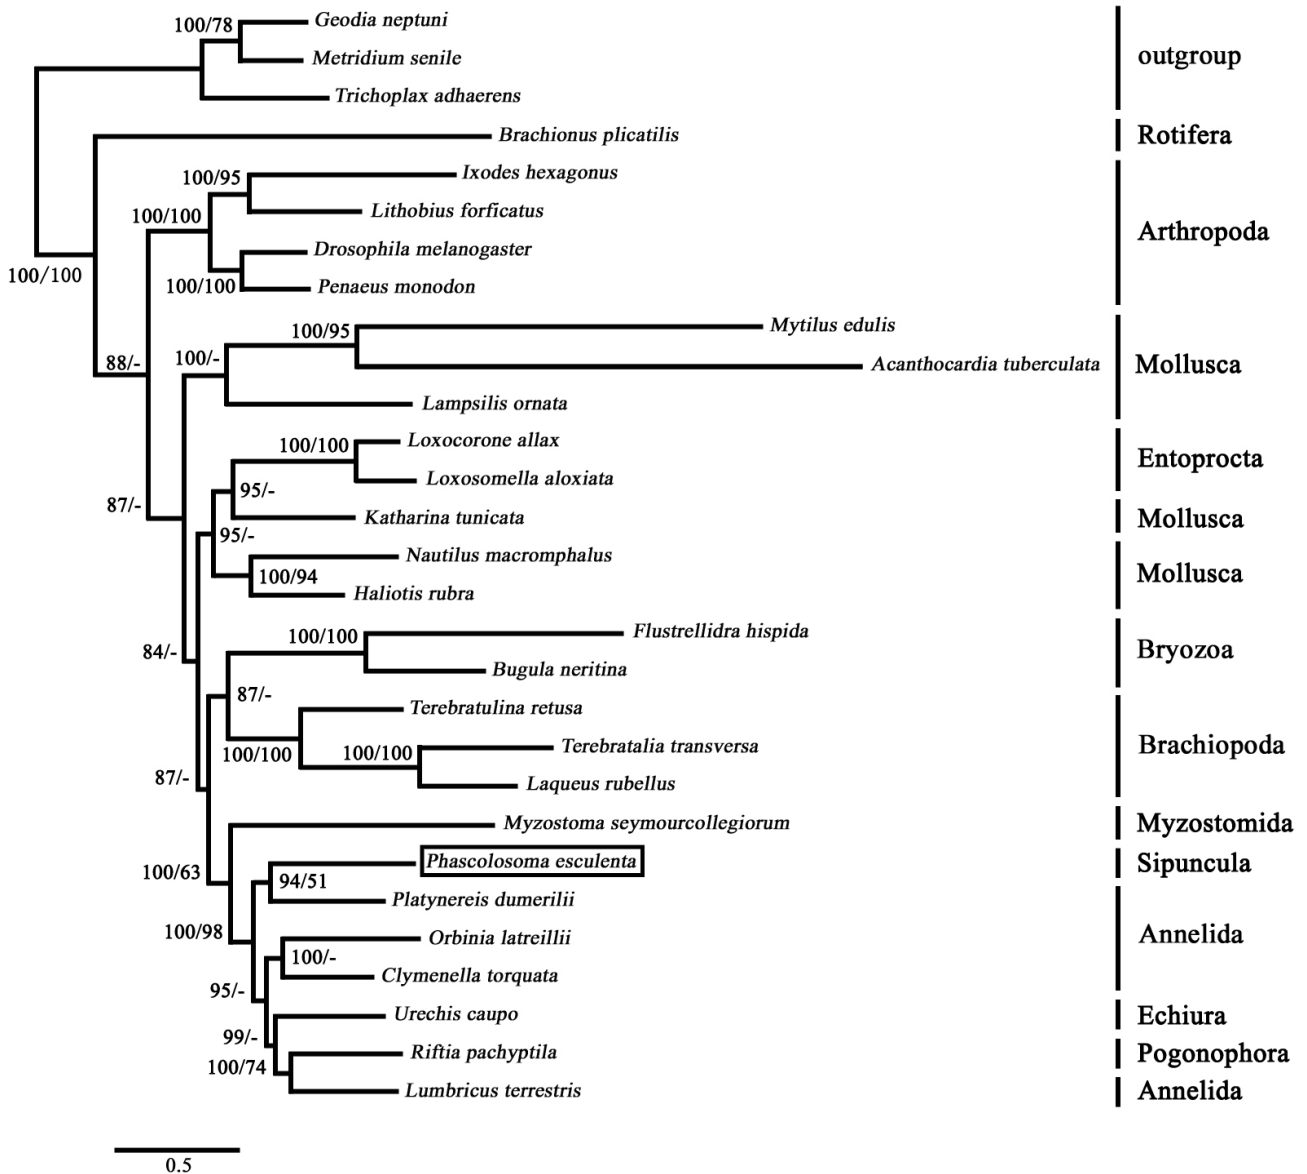 100/78
Geodia neptuni
Metridium senile
outgroup
Trichoplax adhaerens
Brachionus plicatilis
Rotifera
100/95
Ixodes hexagonus
100/100
Lithobius forficatus
Arthropoda
Drosophila melanogaster
100/100
100/100
Penaeus monodon
100/95
Mytilus edulis
88/-
100/-
Acanthocardia tuberculata
Mollusca
Lampsilis ornata
100/100
Loxocorone allax
Entoprocta
Loxosomella aloxiata
95/-
87/-
Katharina tunicata
Mollusca
95/-
Nautilus macromphalus
100/94
Mollusca
Haliotis rubra
100/100
Flustrellidra hispida
84/-
Bryozoa
Bugula neritina
87/-
Terebratulina retusa
100/100
100/100
Terebratalia transversa
Brachiopoda
87/-
Laqueus rubellus
Myzostoma seymourcollegiorum
Myzostomida
100/63
Phascolosoma esculenta
Sipuncula
94/51
Platynereis dumerilii
100/98
Orbinia latreillii
Annelida
100/-
Clymenella torquata
95/-
Urechis caupo
Echiura
99/-
100/74
Riftia pachyptila
Pogonophora
Lumbricus terrestris
Annelida
0.5